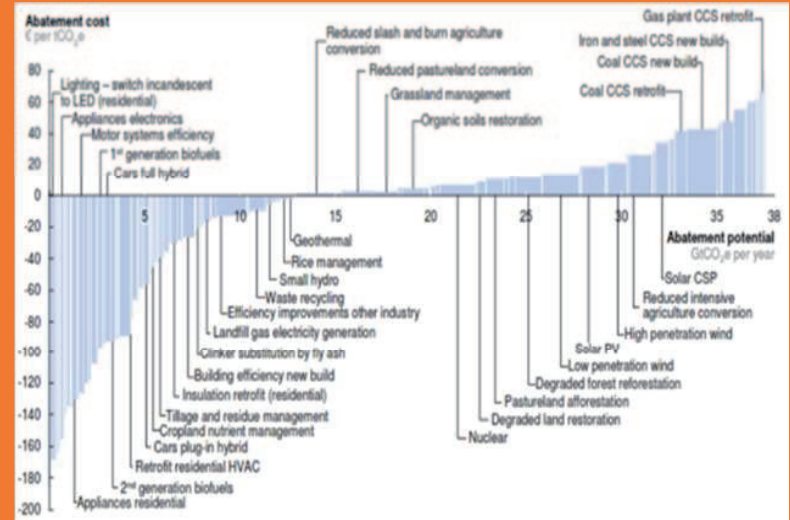 Abatement cost
€ per tCO₂e
Gas plant CCS retrofit
Reduced slash and burn agriculture
conversion
Iron and steel CCS new build
Coal CCS new build
Reduced pastureland conversion
Coal CCS retrofit
Grassland management
Organic soils restoration
Lighting – switch incandescent
to LED (residential)
Appliances electronics
Motor systems efficiency
1st generation biofuels
Cars full hybrid
80
60
40
20
0
-20
-40
-60
-80
-100
-120
-140
-160
-180
-200
5
10
15
20
25
30
35
38
Abatement potential
GtCO₂e per year
Geothermal
Rice management
Small hydro
Waste recycling
Efficiency improvements other industry
Landfill gas electricity generation
Clinker substitution by fly ash
Building efficiency new build
Insulation retrofit (residential)
Tillage and residue management
Cropland nutrient management
Cars plug-in hybrid
Retrofit residential HVAC
2nd generation biofuels
Appliances residential
Solar CSP
Reduced intensive
agriculture conversion
High penetration wind
Solar PV
Low penetration wind
Degraded forest reforestation
Pastureland afforestation
Degraded land restoration
Nuclear